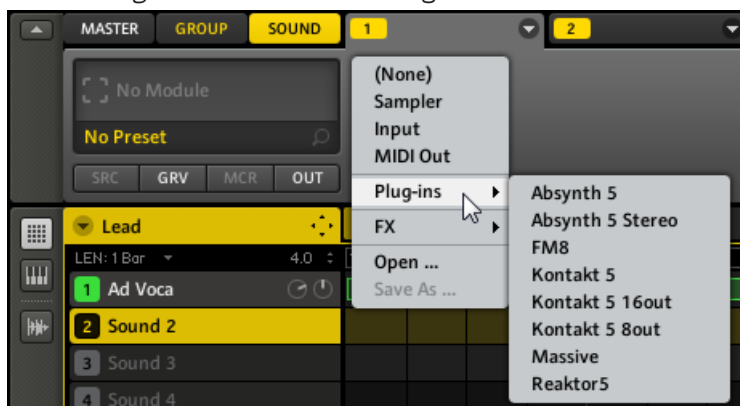 MASTER GROUP SOUND 1 2
No Module
No Preset
SRC GRV MCR OUT
(None)
Sampler
Input
MIDI Out
Plug-ins
FX
Open ...
Save As ...
Absynth 5
Absynth 5 Stereo
FM8
Kontakt 5
Kontakt 5 16out
Kontakt 5 8out
Massive
Reaktor5
Lead
LEN: 1 Bar 4.0
1 Ad Voca
2 Sound 2
3 Sound 3
4 Sound 4